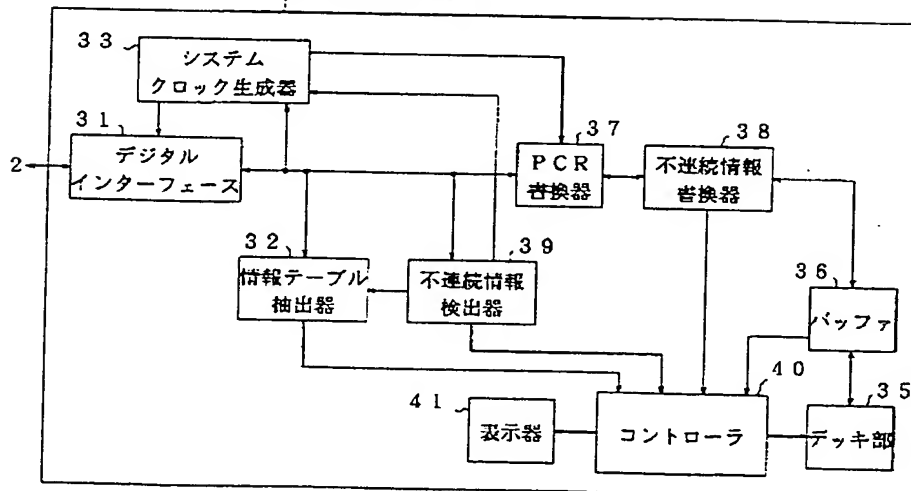 33
システム
クロック生成器
31
デジタル
インターフェース
2
37
PCR
書換器
38
不連続情報
書換器
32
情報テーブル
抽出器
39
不連続情報
検出器
36
バッファ
40
コントローラ
41
表示器
35
デッキ部